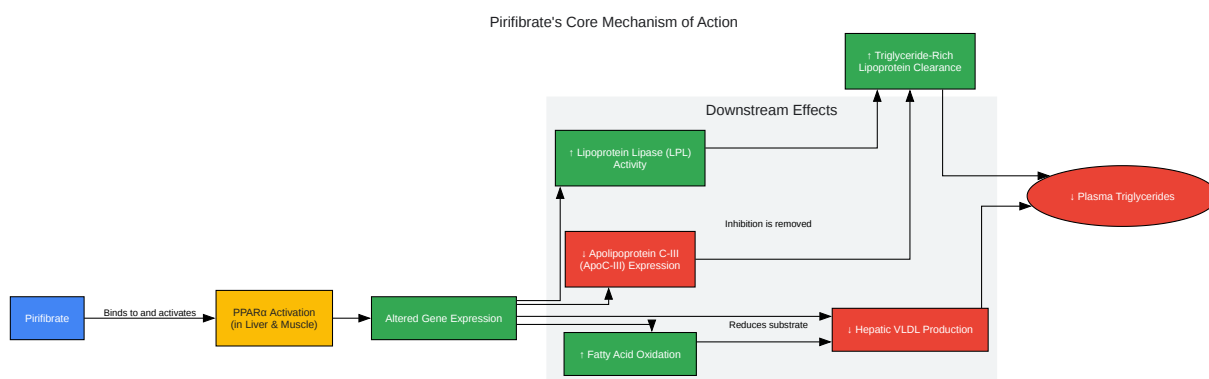 Pirifibrate's Core Mechanism of Action
↑ Triglyceride-Rich
Lipoprotein Clearance
Downstream Effects
↑ Lipoprotein Lipase (LPL)
Activity
↓ Plasma Triglycerides
Inhibition is removed
↓ Apolipoprotein C-III
(ApoC-III) Expression
Pirifibrate
Binds to and activates
PPARα Activation
(in Liver & Muscle)
Altered Gene Expression
Reduces substrate
↓ Hepatic VLDL Production
↑ Fatty Acid Oxidation